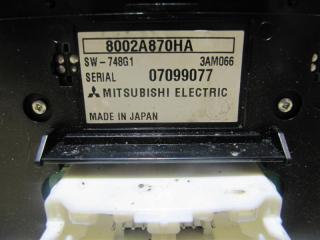 8002A870HA
SW-748G1 3AM066
SERIAL 07099077
MITSUBISHI ELECTRIC
MADE IN JAPAN